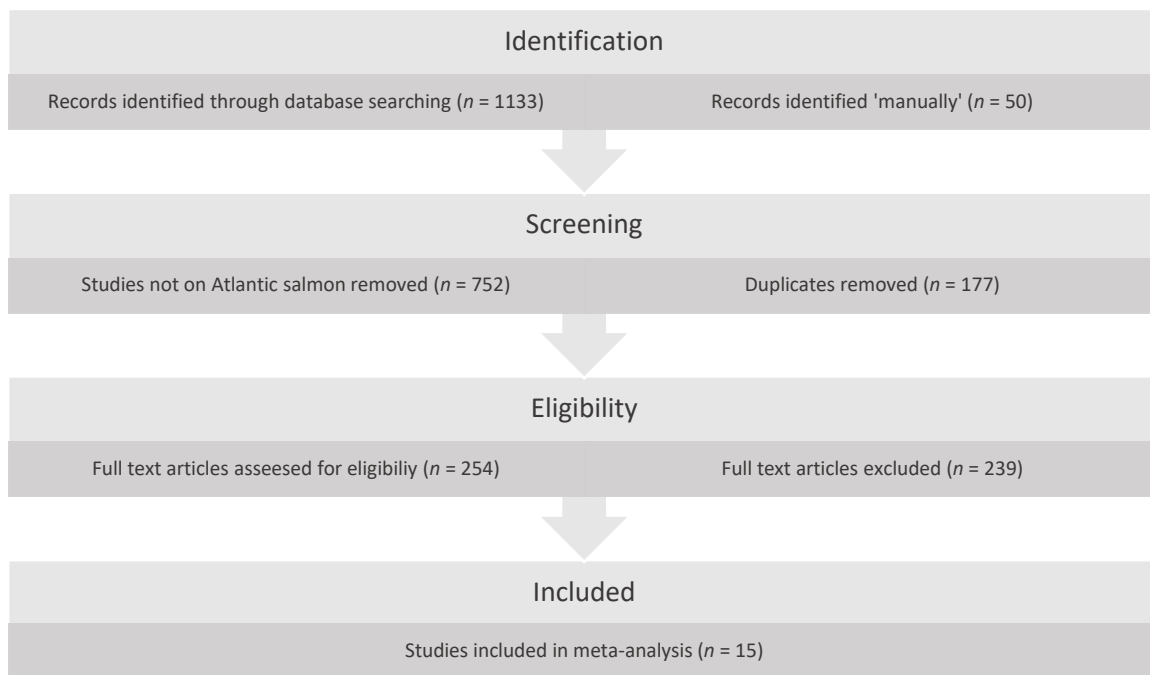 Identification
Records identified through database searching (n = 1133)
Records identified 'manually' (n = 50)
Screening
Studies not on Atlantic salmon removed (n = 752)
Duplicates removed (n = 177)
Eligibility
Full text articles asseesed for eligibiliy (n = 254)
Full text articles excluded (n = 239)
Included
Studies included in meta-analysis (n = 15)